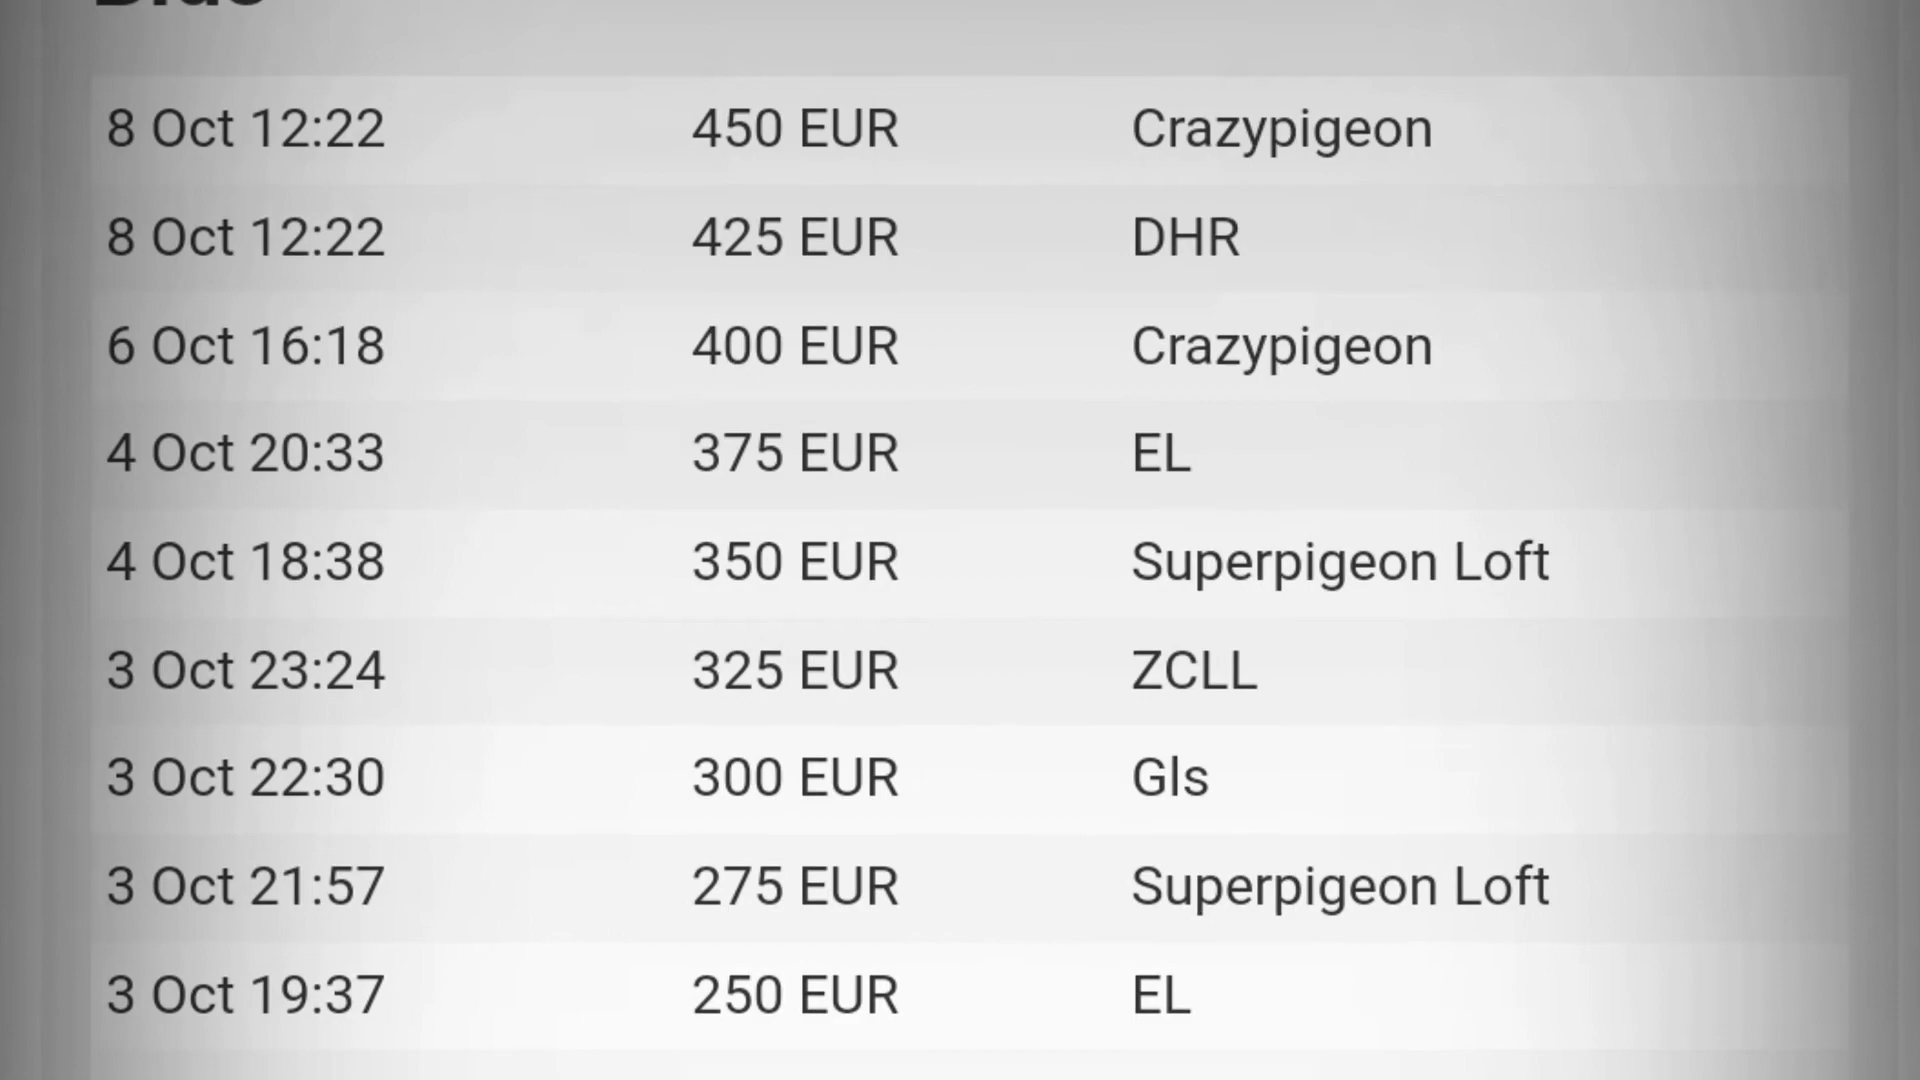 8 Oct 12:22 450 EUR Crazypigeon
8 Oct 12:22 425 EUR DHR
6 Oct 16:18 400 EUR Crazypigeon
4 Oct 20:33 375 EUR EL
4 Oct 18:38 350 EUR Superpigeon Loft
3 Oct 23:24 325 EUR ZCLL
3 Oct 22:30 300 EUR Gls
3 Oct 21:57 275 EUR Superpigeon Loft
3 Oct 19:37 250 EUR EL